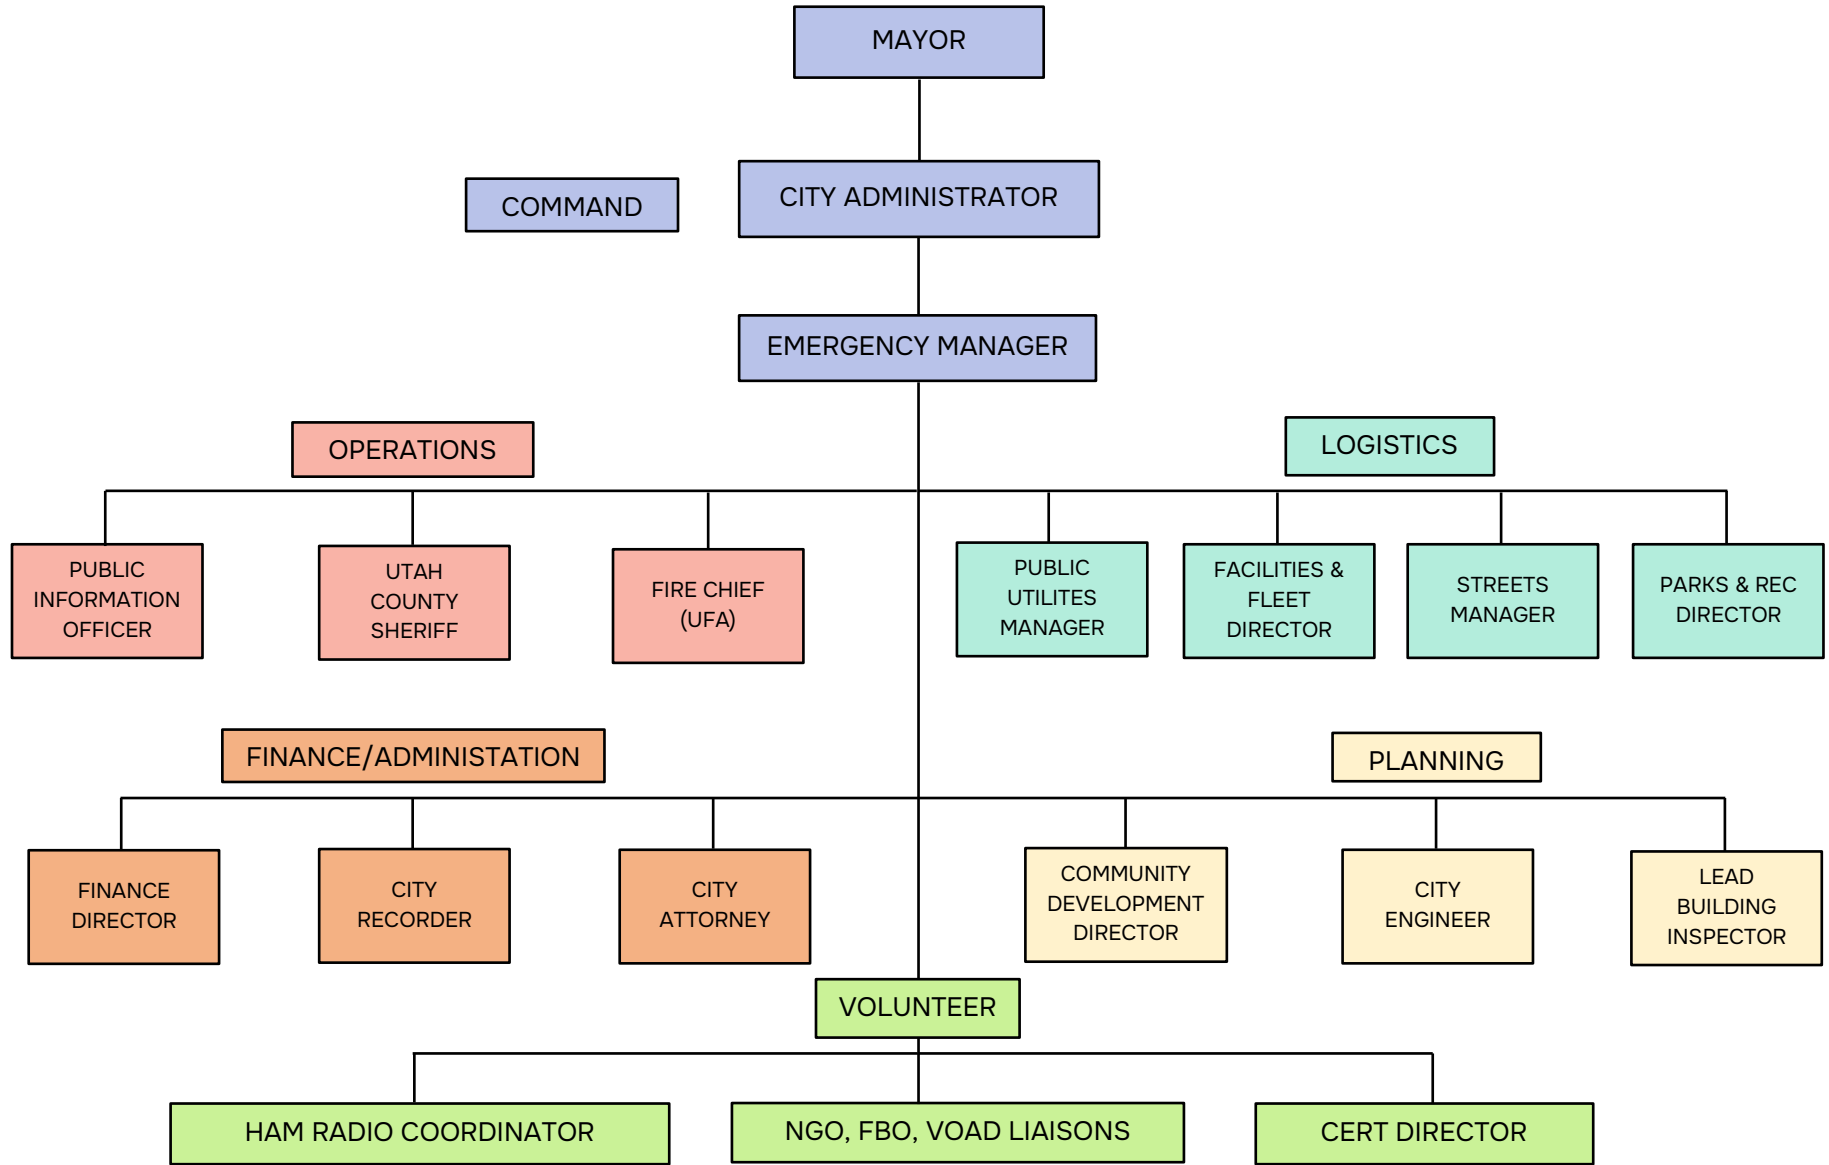 MAYOR
COMMAND
CITY ADMINISTRATOR
EMERGENCY MANAGER
OPERATIONS
LOGISTICS
PUBLIC
INFORMATION
OFFICER
UTAH
COUNTY
SHERIFF
FIRE CHIEF
(UFA)
PUBLIC
UTILITES
MANAGER
FACILITIES &
FLEET
DIRECTOR
STREETS
MANAGER
PARKS & REC
DIRECTOR
FINANCE/ADMINISTATION
PLANNING
FINANCE
DIRECTOR
CITY
RECORDER
CITY
ATTORNEY
COMMUNITY
DEVELOPMENT
DIRECTOR
CITY
ENGINEER
LEAD
BUILDING
INSPECTOR
VOLUNTEER
HAM RADIO COORDINATOR
NGO, FBO, VOAD LIAISONS
CERT DIRECTOR